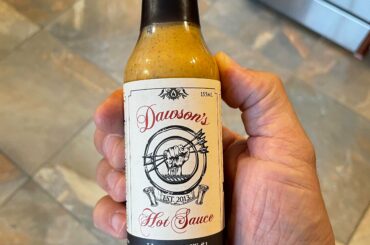 155mL
Dawson's
EST. 2013
Hot Sauce